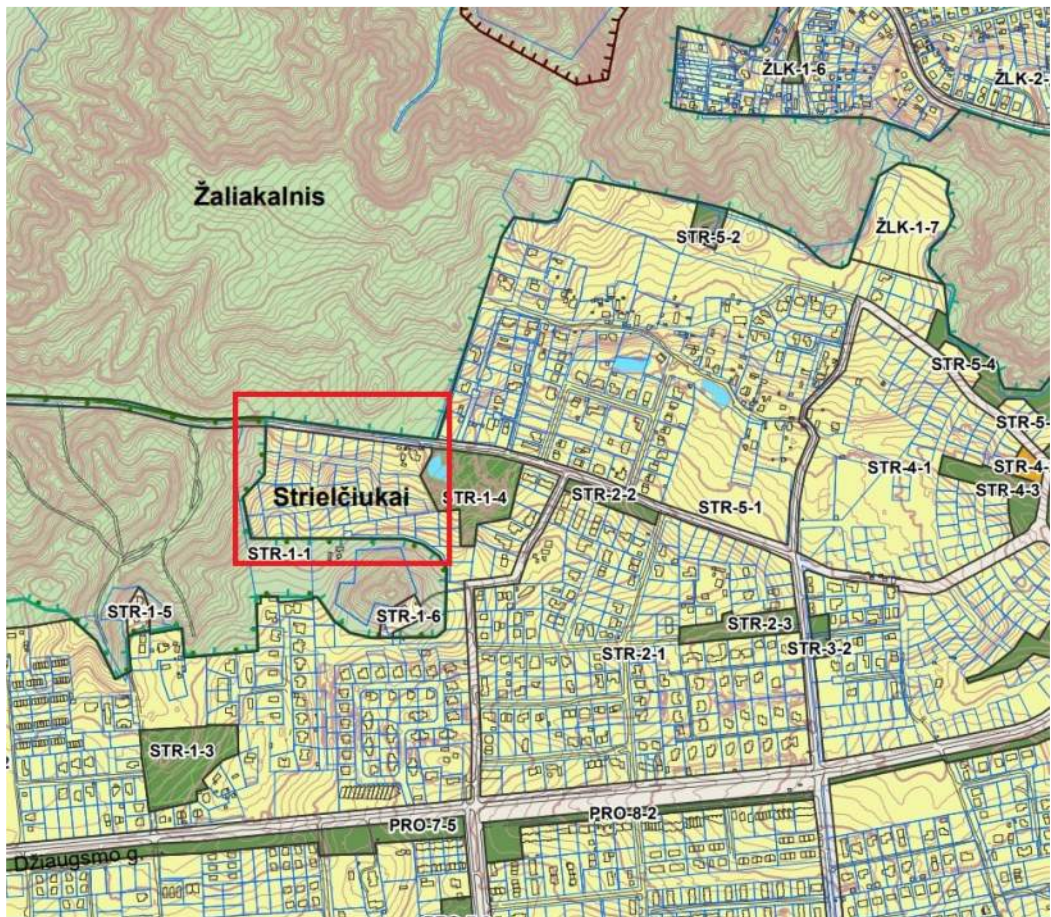 ŽLK-1-6
ŽLK-2-
Žaliakalnis
STR-5-2
ŽLK-1-7
STR-5-4
STR-5-
STR-4-1
STR-4-
STR-4-3
Strielčiukai
STR-1-4
STR-2-2
STR-5-1
STR-1-1
STR-1-5
STR-1-6
STR-2-3
STR-2-1
STR-3-2
STR-1-3
PRO-7-5
PRO-8-2
Džiaugsmo g.